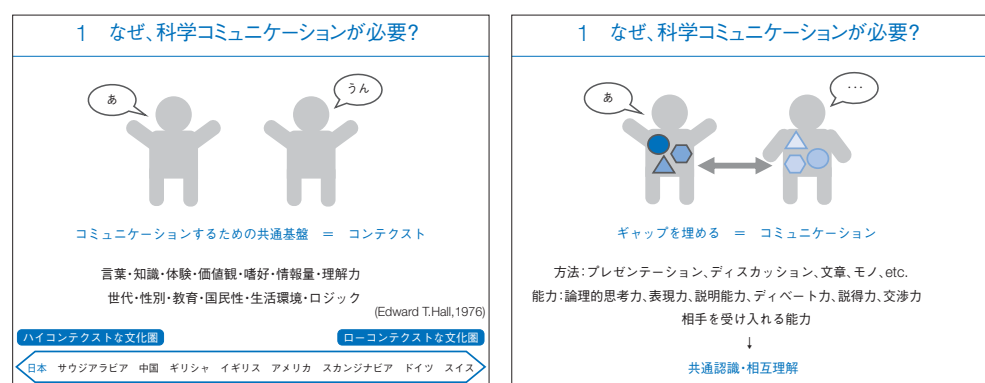 1　なぜ、科学コミュニケーションが必要?
あ
うん
コミュニケーションするための共通基盤　=　コンテクスト
言葉・知識・体験・価値観・嗜好・情報量・理解力
世代・性別・教育・国民性・生活環境・ロジック
(Edward T.Hall,1976)
ハイコンテクストな文化圏
ローコンテクストな文化圏
日本　サウジアラビア　中国　ギリシャ　イギリス　アメリカ　スカンジナビア　ドイツ　スイス
1　なぜ、科学コミュニケーションが必要?
あ
…
ギャップを埋める　=　コミュニケーション
方法:プレゼンテーション、ディスカッション、文章、モノ、etc.
能力:論理的思考力、表現力、説明能力、ディベート力、説得力、交渉力
相手を受け入れる能力
↓
共通認識・相互理解